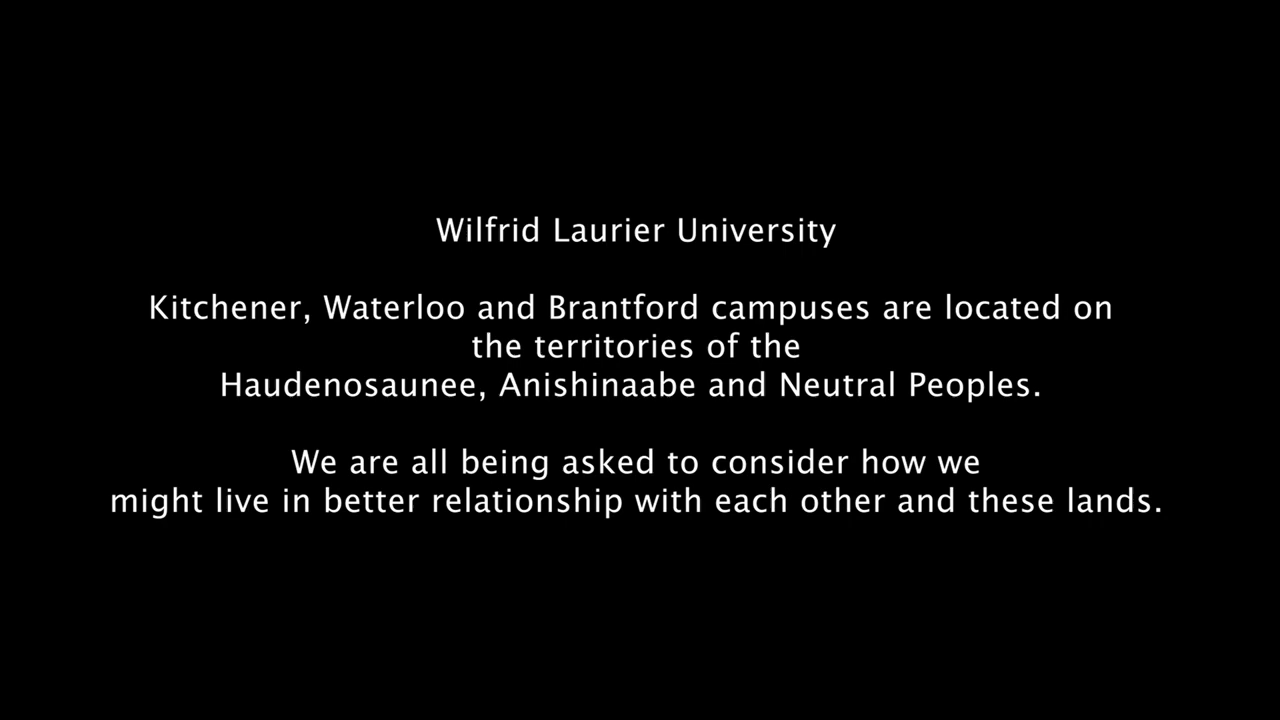 Wilfrid Laurier University
Kitchener, Waterloo and Brantford campuses are located on
the territories of the
Haudenosaunee, Anishinaabe and Neutral Peoples.
We are all being asked to consider how we
might live in better relationship with each other and these lands.